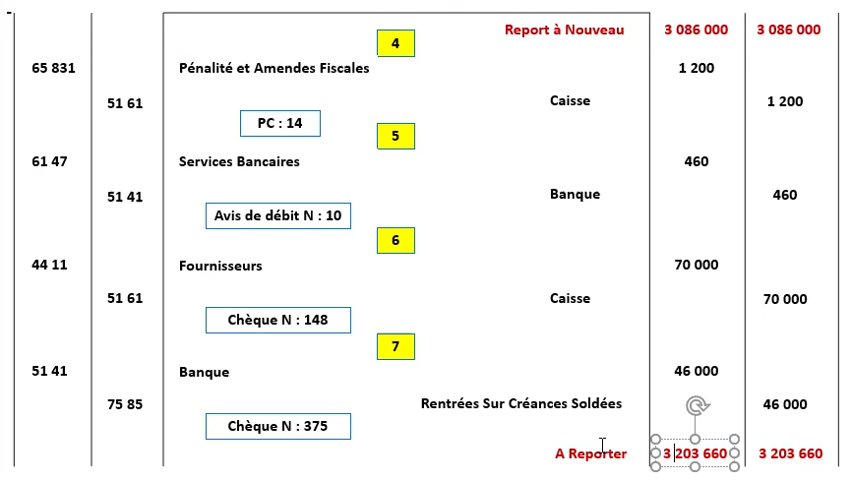 Report à Nouveau 3 086 000 3 086 000
4
65 831 Pénalité et Amendes Fiscales 1 200
51 61 Caisse 1 200
PC : 14
5
61 47 Services Bancaires 460
51 41 Banque 460
Avis de débit N : 10
6
44 11 Fournisseurs 70 000
51 61 Caisse 70 000
Chèque N : 148
7
51 41 Banque 46 000
75 85 Rentrées Sur Créances Soldées 46 000
Chèque N : 375
A Reporter 3 203 660 3 203 660